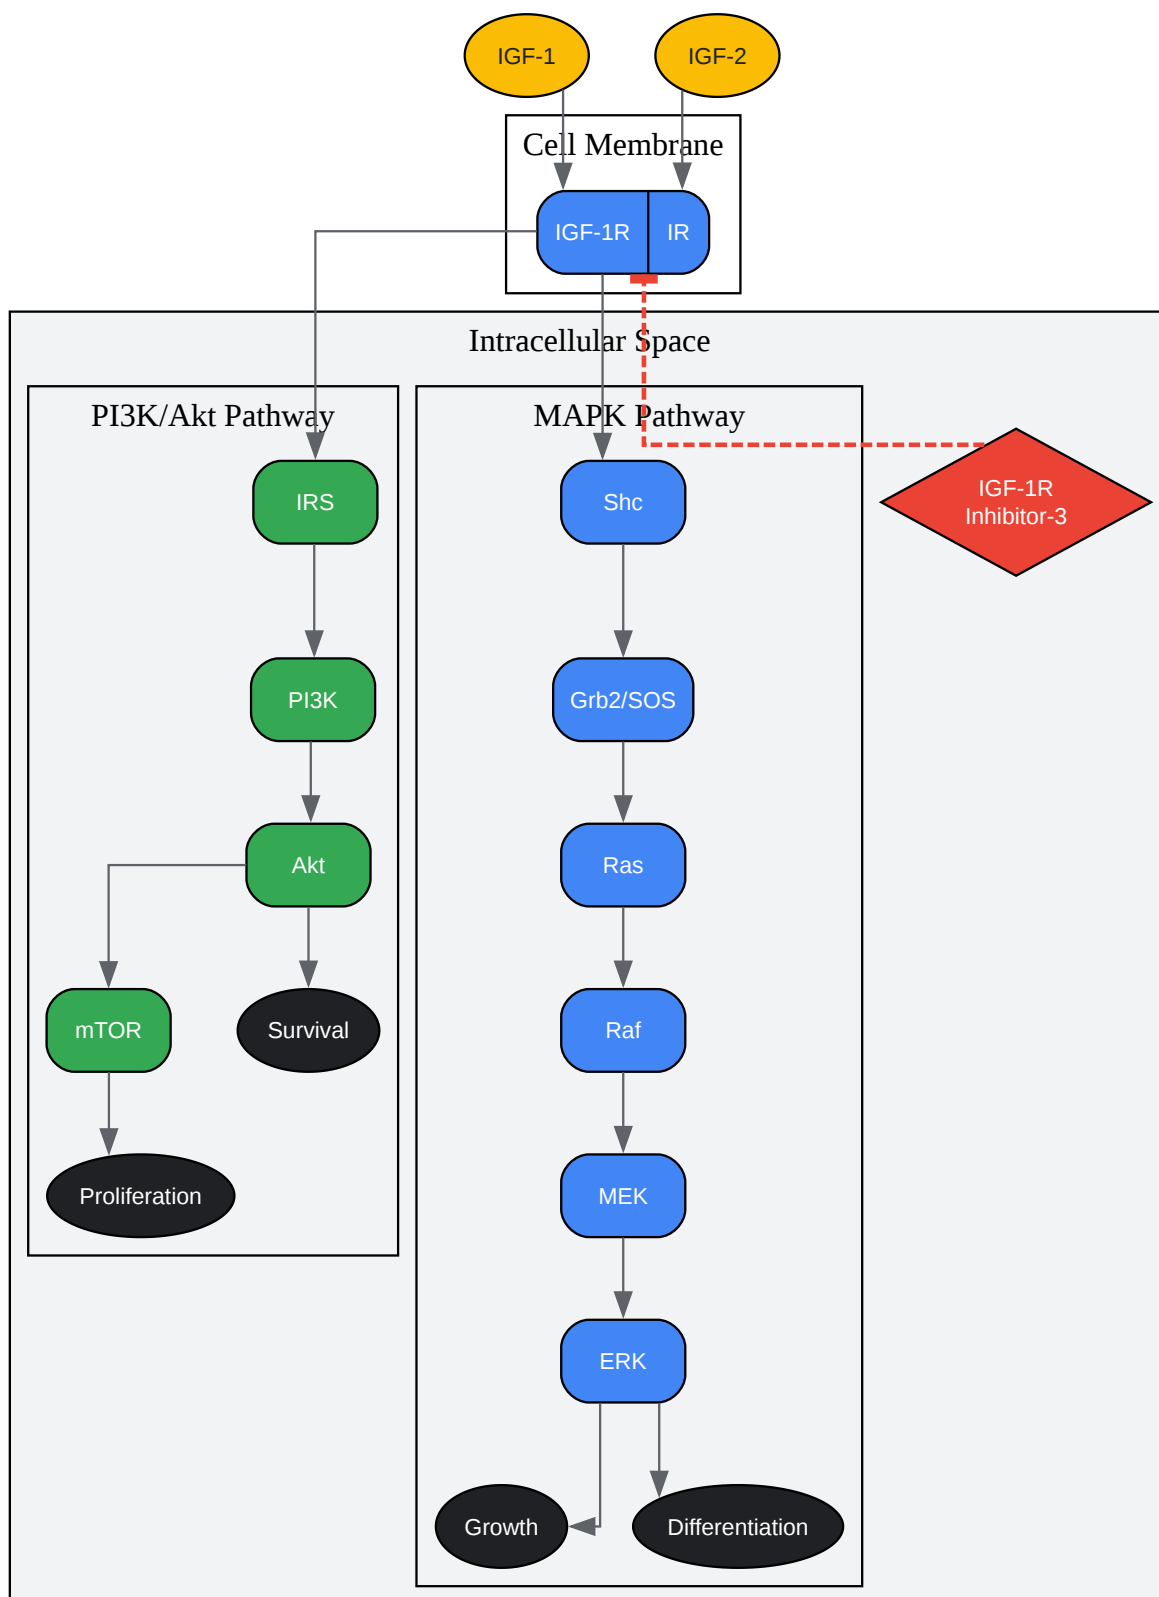 IGF-1
IGF-2
Cell Membrane
IGF-1R
IR
Intracellular Space
PI3K/Akt Pathway
MAPK Pathway
IRS
Shc
IGF-1R
Inhibitor-3
PI3K
Grb2/SOS
Akt
Ras
mTOR
Survival
Raf
Proliferation
MEK
ERK
Growth
Differentiation